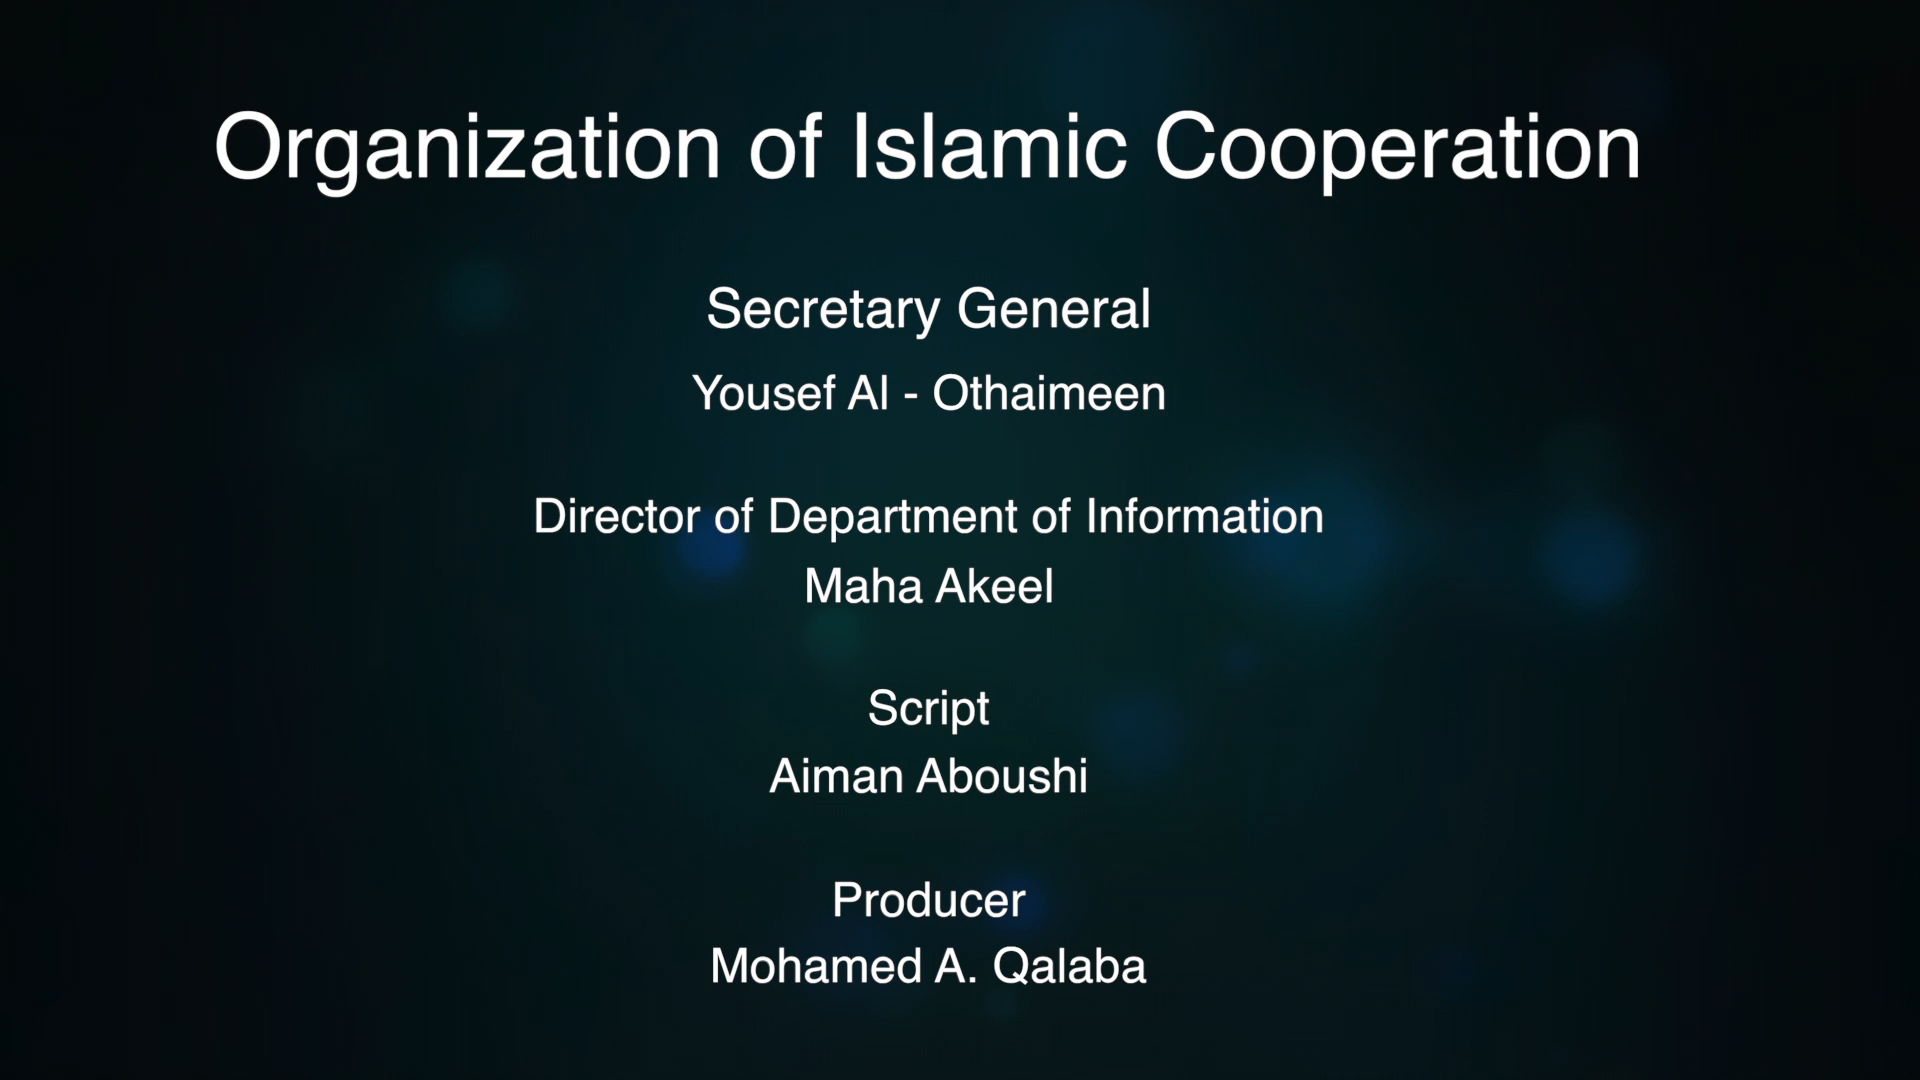 Organization of Islamic Cooperation
Secretary General
Yousef Al - Othaimeen
Director of Department of Information
Maha Akeel
Script
Aiman Aboushi
Producer
Mohamed A. Qalaba